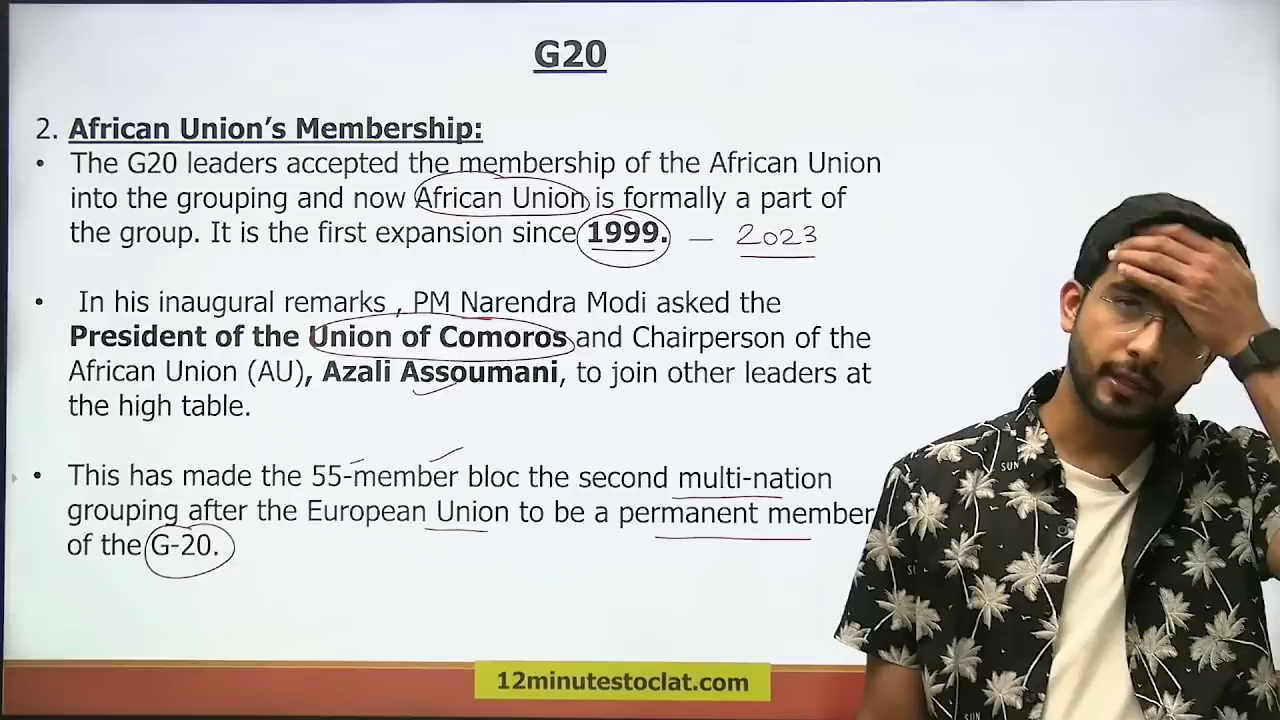 G20
2. African Union's Membership:
• The G20 leaders accepted the membership of the African Union
into the grouping and now African Union is formally a part of
the group. It is the first expansion since 1999. — 2023
• In his inaugural remarks , PM Narendra Modi asked the
President of the Union of Comoros and Chairperson of the
African Union (AU), Azali Assoumani, to join other leaders at
the high table.
• This has made the 55-member bloc the second multi-nation
grouping after the European Union to be a permanent member
of the G-20.
12minutestoclat.com
SUN
SUN